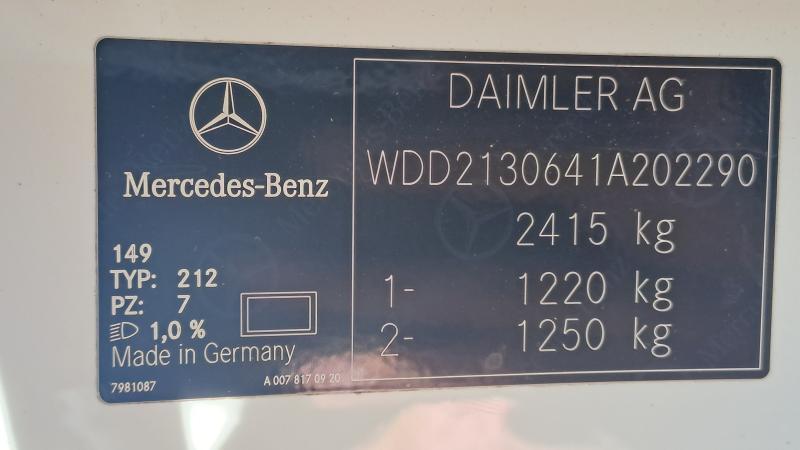 Mercedes-Benz
149
TYP: 212
PZ: 7
1,0 %
Made in Germany
7981087
A 007 817 09 20
DAIMLER AG
WDD2130641A202290
2415 kg
1- 1220 kg
2- 1250 kg